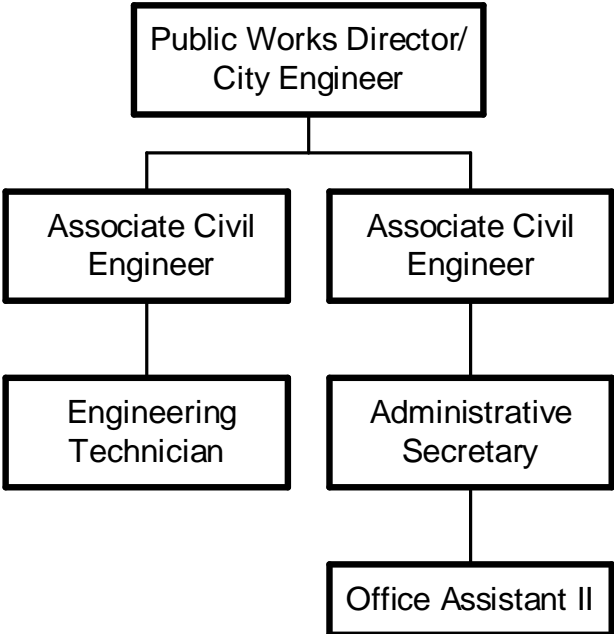 Public Works Director/
City Engineer
Associate Civil
Engineer
Associate Civil
Engineer
Engineering
Technician
Administrative
Secretary
Office Assistant II